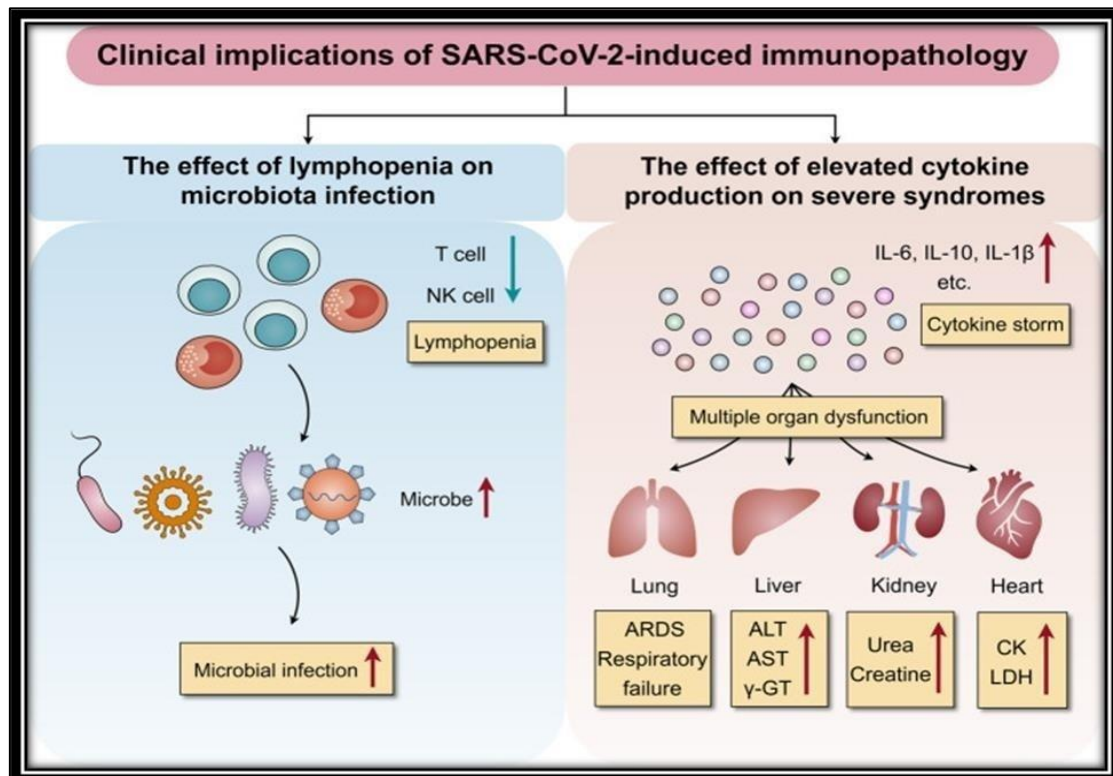 Clinical implications of SARS-CoV-2-induced immunopathology
The effect of lymphopenia on
microbiota infection
T cell
NK cell
Lymphopenia
Microbe
Microbial infection
The effect of elevated cytokine
production on severe syndromes
IL-6, IL-10, IL-1β
etc.
Cytokine storm
Multiple organ dysfunction
Lung
Liver
Kidney
Heart
ARDS
Respiratory
failure
ALT
AST
γ-GT
Urea
Creatine
CK
LDH